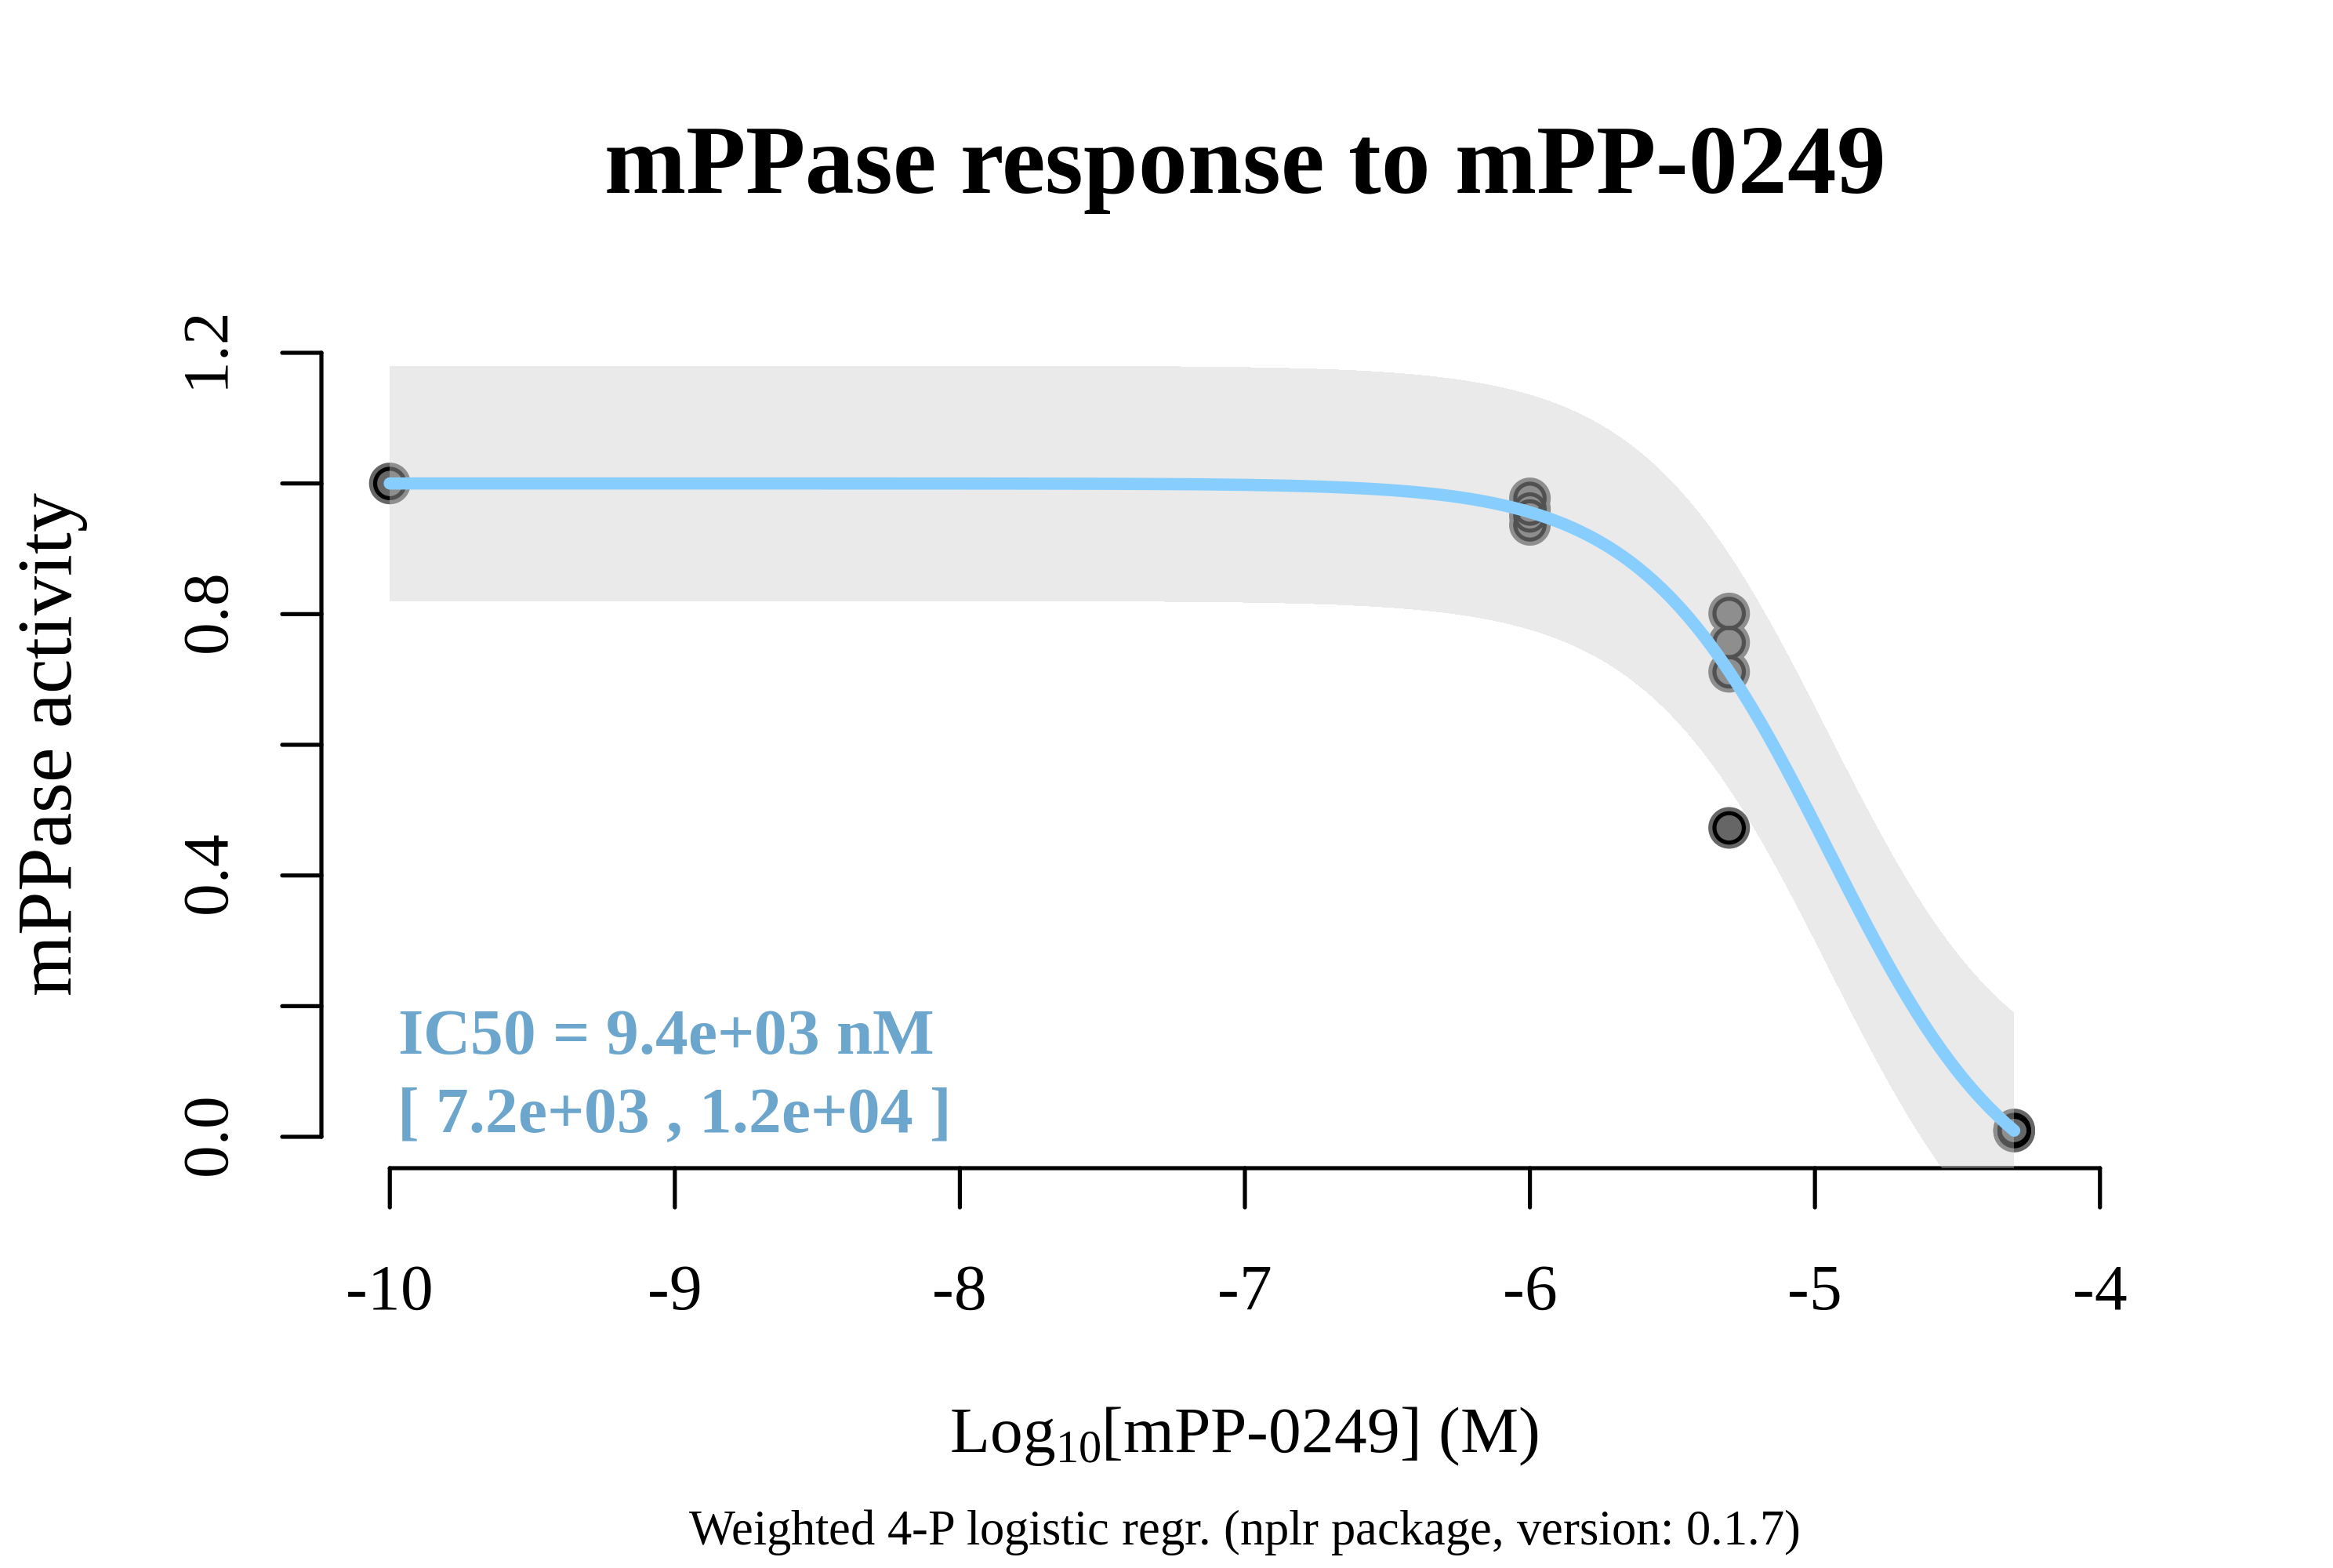 mPPase response to mPP-0249
mPPase activity
1.2
0.8
0.4
0.0
IC50 = 9.4e+03 nM
[ 7.2e+03 , 1.2e+04 ]
-10 -9 -8 -7 -6 -5 -4
Log10[mPP-0249] (M)
Weighted 4-P logistic regr. (nplr package, version: 0.1.7)